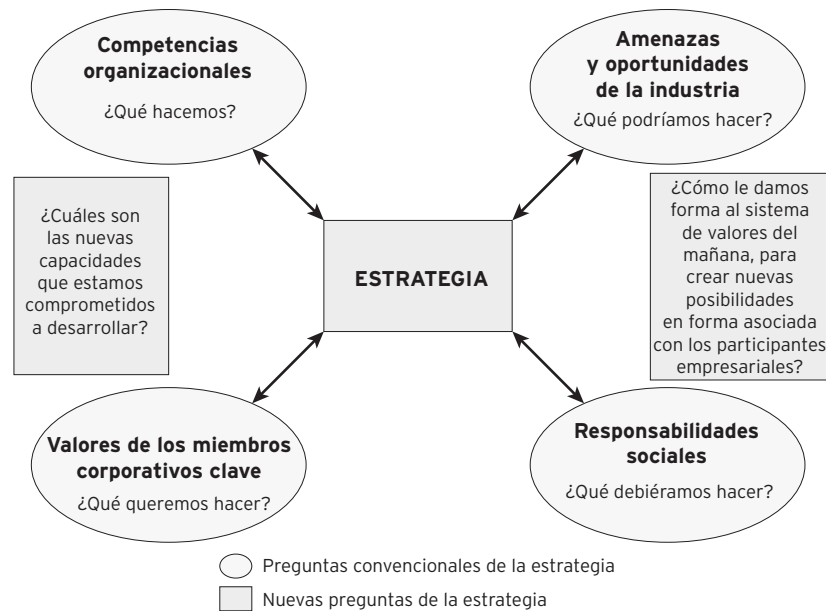 Competencias
organizacionales
¿Qué hacemos?
Amenazas
y oportunidades
de la industria
¿Qué podríamos hacer?
¿Cuáles son
las nuevas
capacidades
que estamos
comprometidos
a desarrollar?
ESTRATEGIA
¿Cómo le damos
forma al sistema
de valores del
mañana, para
crear nuevas
posibilidades
en forma asociada
con los participantes
empresariales?
Valores de los miembros
corporativos clave
¿Qué queremos hacer?
Responsabilidades
sociales
¿Qué debiéramos hacer?
Preguntas convencionales de la estrategia
Nuevas preguntas de la estrategia